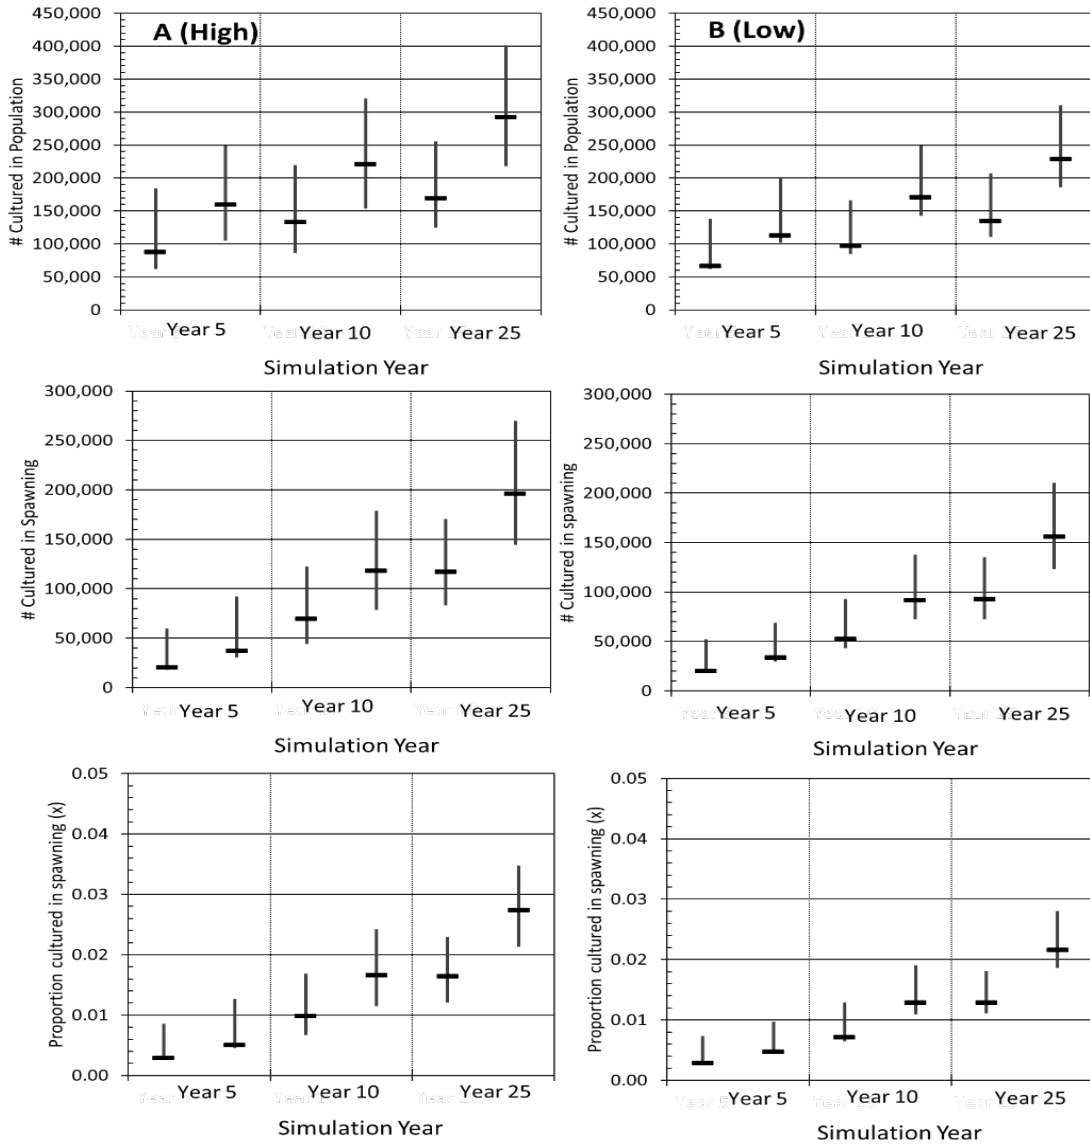 A (High)
# Cultured in Population
450,000
400,000
350,000
300,000
250,000
200,000
150,000
100,000
50,000
0
Year 5
Year 10
Year 25
Simulation Year
B (Low)
# Cultured in Population
450,000
400,000
350,000
300,000
250,000
200,000
150,000
100,000
50,000
0
Year 5
Year 10
Year 25
Simulation Year
# Cultured in Spawning
300,000
250,000
200,000
150,000
100,000
50,000
0
Year 5
Year 10
Year 25
Simulation Year
# Cultured in spawning
300,000
250,000
200,000
150,000
100,000
50,000
0
Year 5
Year 10
Year 25
Simulation Year
Proportion cultured in spawning (x)
0.05
0.04
0.03
0.02
0.01
0.00
Year 5
Year 10
Year 25
Simulation Year
Proportion cultured in spawning (x)
0.05
0.04
0.03
0.02
0.01
0.00
Year 5
Year 10
Year 25
Simulation Year